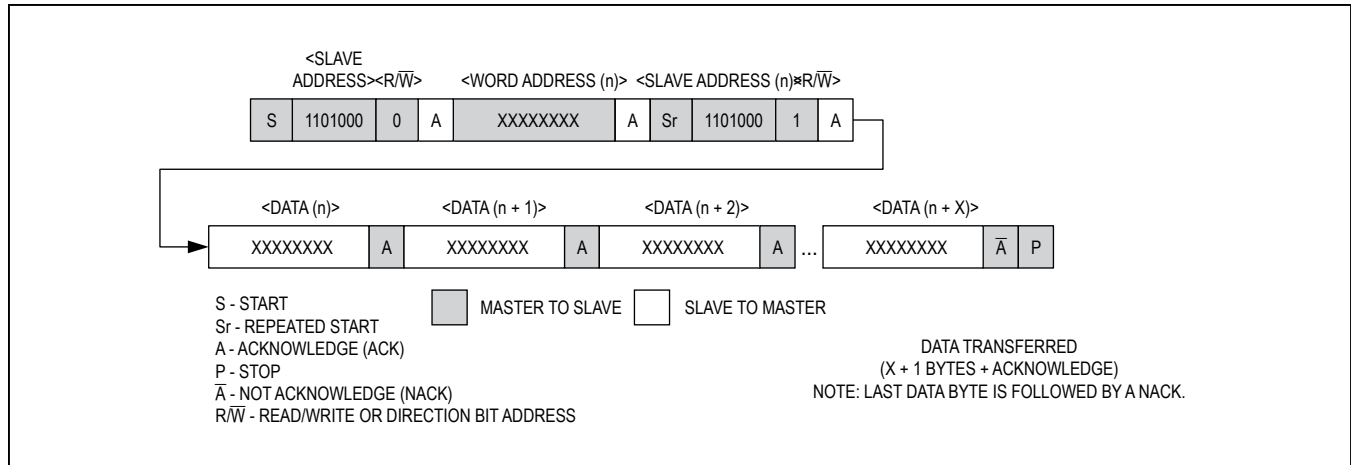 <SLAVE
ADDRESS><R/W̅> <WORD ADDRESS (n)> <SLAVE ADDRESS (n)><R/W̅>
S 1101000 0 A XXXXXXXX A Sr 1101000 1 A
<DATA (n)> <DATA (n + 1)> <DATA (n + 2)> <DATA (n + X)>
XXXXXXXX A XXXXXXXX A XXXXXXXX A ... XXXXXXXX A̅ P
S - START
MASTER TO SLAVE SLAVE TO MASTER
Sr - REPEATED START
A - ACKNOWLEDGE (ACK)
P - STOP
A̅ - NOT ACKNOWLEDGE (NACK)
R/W̅ - READ/WRITE OR DIRECTION BIT ADDRESS
DATA TRANSFERRED
(X + 1 BYTES + ACKNOWLEDGE)
NOTE: LAST DATA BYTE IS FOLLOWED BY A NACK.